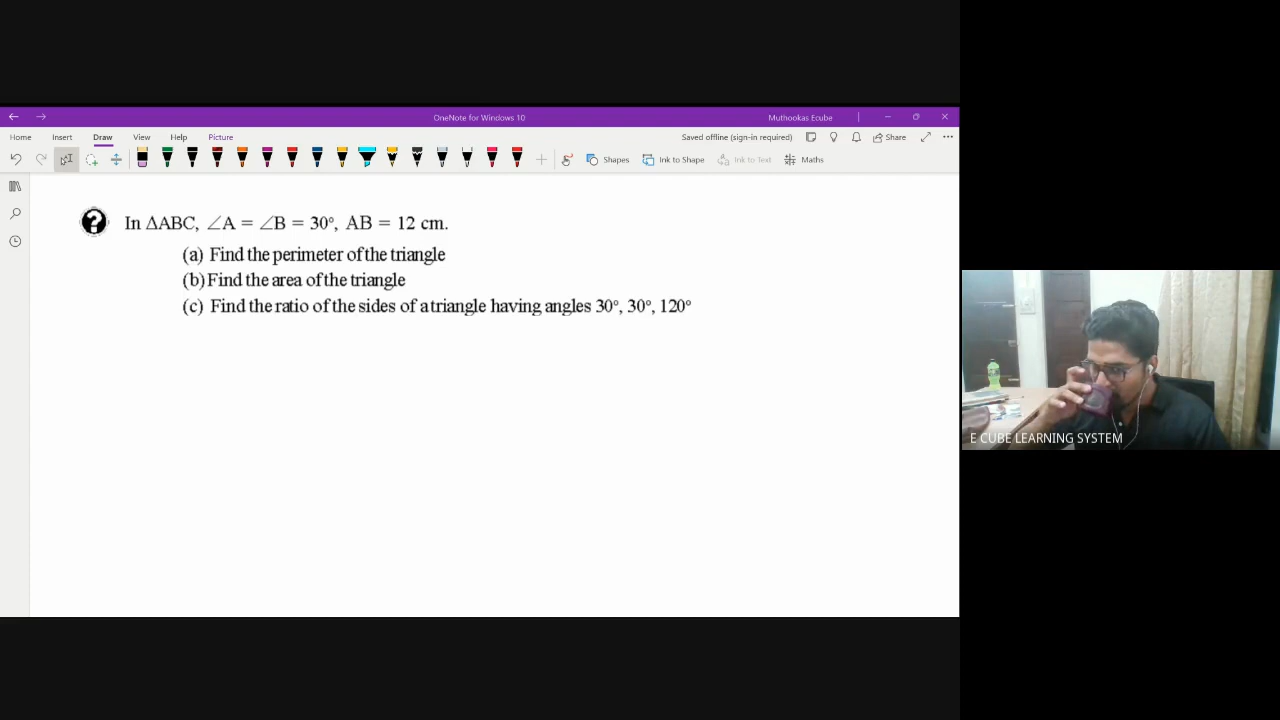 OneNote for Windows 10
Muthookas Ecube
Home Insert Draw View Help Picture
Saved offline (sign-in required)
Share
Shapes
Ink to Shape
Ink to Text
Maths
?
In ΔABC, ∠A = ∠B = 30°, AB = 12 cm.
(a) Find the perimeter of the triangle
(b) Find the area of the triangle
(c) Find the ratio of the sides of a triangle having angles 30°, 30°, 120°
E CUBE LEARNING SYSTEM